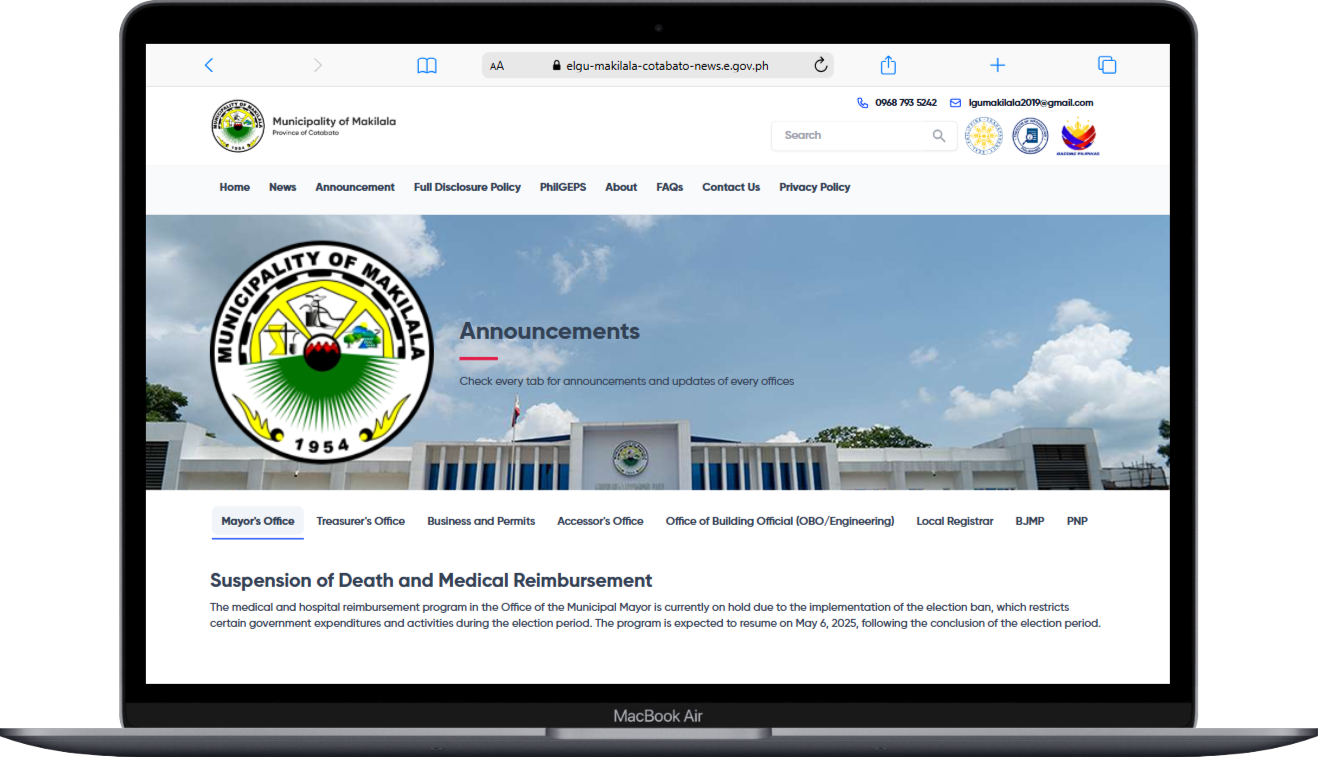 AA
elgu-makilala-cotabato-news.e.gov.ph
0968 793 5242
lgumakilala2019@gmail.com
MUNICIPALITY OF MAKILALA
1954
Municipality of Makilala
Province of Cotabato
Search
BAGONG PILIPINAS
Home News Announcement Full Disclosure Policy PhilGEPS About FAQs Contact Us Privacy Policy
MUNICIPALITY OF MAKILALA
1954
Announcements
Check every tab for announcements and updates of every offices
Mayor's Office Treasurer's Office Business and Permits Accessor's Office Office of Building Official (OBO/Engineering) Local Registrar BJMP PNP
Suspension of Death and Medical Reimbursement
The medical and hospital reimbursement program in the Office of the Municipal Mayor is currently on hold due to the implementation of the election ban, which restricts
certain government expenditures and activities during the election period. The program is expected to resume on May 6, 2025, following the conclusion of the election period.
MacBook Air